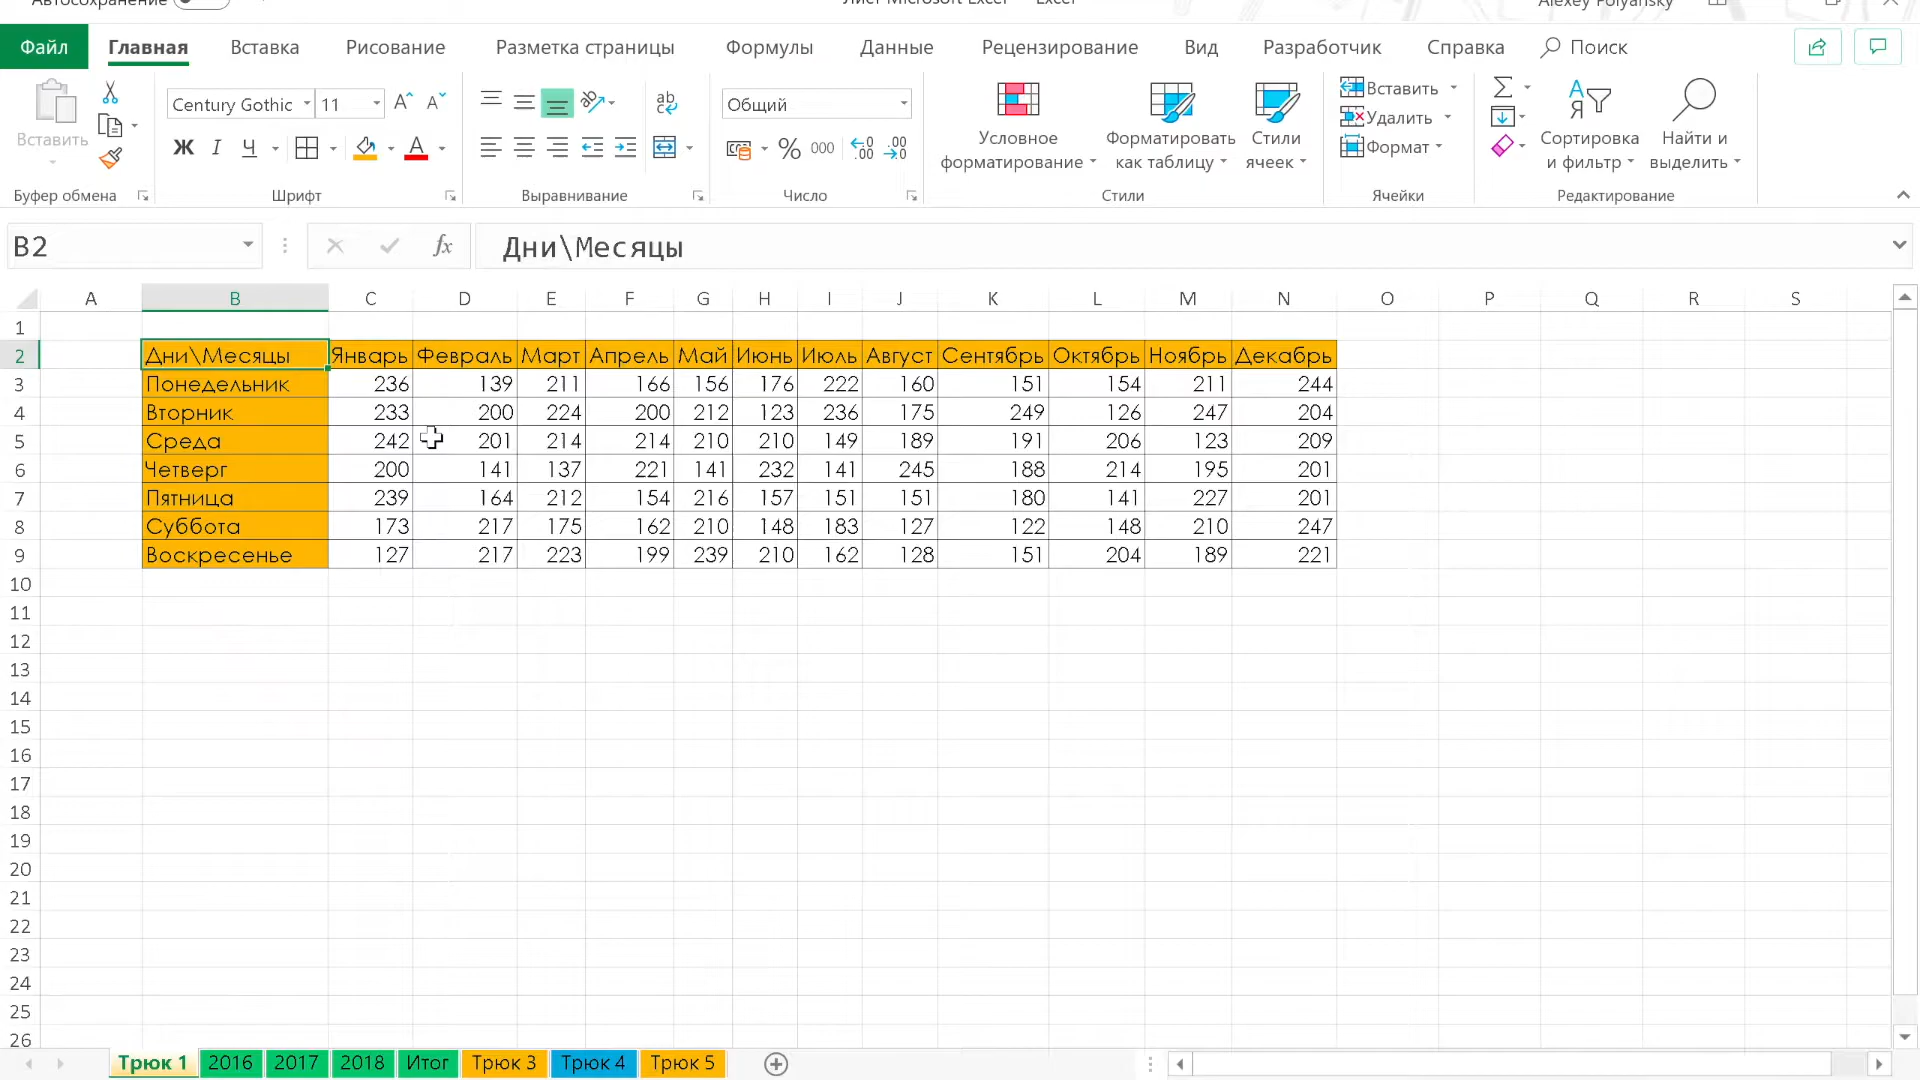 Автосохранение Лист Microsoft Excel Excel Alexey Polyansky
Файл Главная Вставка Рисование Разметка страницы Формулы Данные Рецензирование Вид Разработчик Справка Поиск
Вставить
Century Gothic 11
Ж К Ч
Общий
% 000
Условное форматирование
Форматировать как таблицу
Стили ячеек
Вставить
Удалить
Формат
Сортировка и фильтр
Найти и выделить
Буфер обмена Шрифт Выравнивание Число Стили Ячейки Редактирование
B2 fx Дни\Месяцы
A B C D E F G H I J K L M N O P Q R S
1
2 Дни\Месяцы Январь Февраль Март Апрель Май Июнь Июль Август Сентябрь Октябрь Ноябрь Декабрь
3 Понедельник 236 139 211 166 156 176 222 160 151 154 211 244
4 Вторник 233 200 224 200 212 123 236 175 249 126 247 204
5 Среда 242 201 214 214 210 210 149 189 191 206 123 209
6 Четверг 200 141 137 221 141 232 141 245 188 214 195 201
7 Пятница 239 164 212 154 216 157 151 151 180 141 227 201
8 Суббота 173 217 175 162 210 148 183 127 122 148 210 247
9 Воскресенье 127 217 223 199 239 210 162 128 151 204 189 221
10
11
12
13
14
15
16
17
18
19
20
21
22
23
24
25
26
Трюк 1 2016 2017 2018 Итог Трюк 3 Трюк 4 Трюк 5